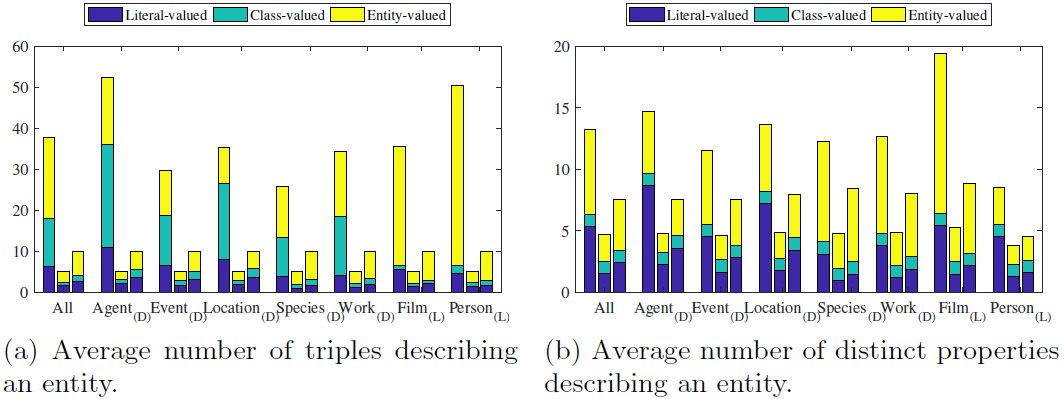 Literal-valued Class-valued Entity-valued
60
50
40
30
20
10
0
All Agent(D) Event(D) Location(D) Species(D) Work(D) Film(L) Person(L)
(a) Average number of triples describing
an entity.
Literal-valued Class-valued Entity-valued
20
15
10
5
0
All Agent(D) Event(D) Location(D) Species(D) Work(D) Film(L) Person(L)
(b) Average number of distinct properties
describing an entity.